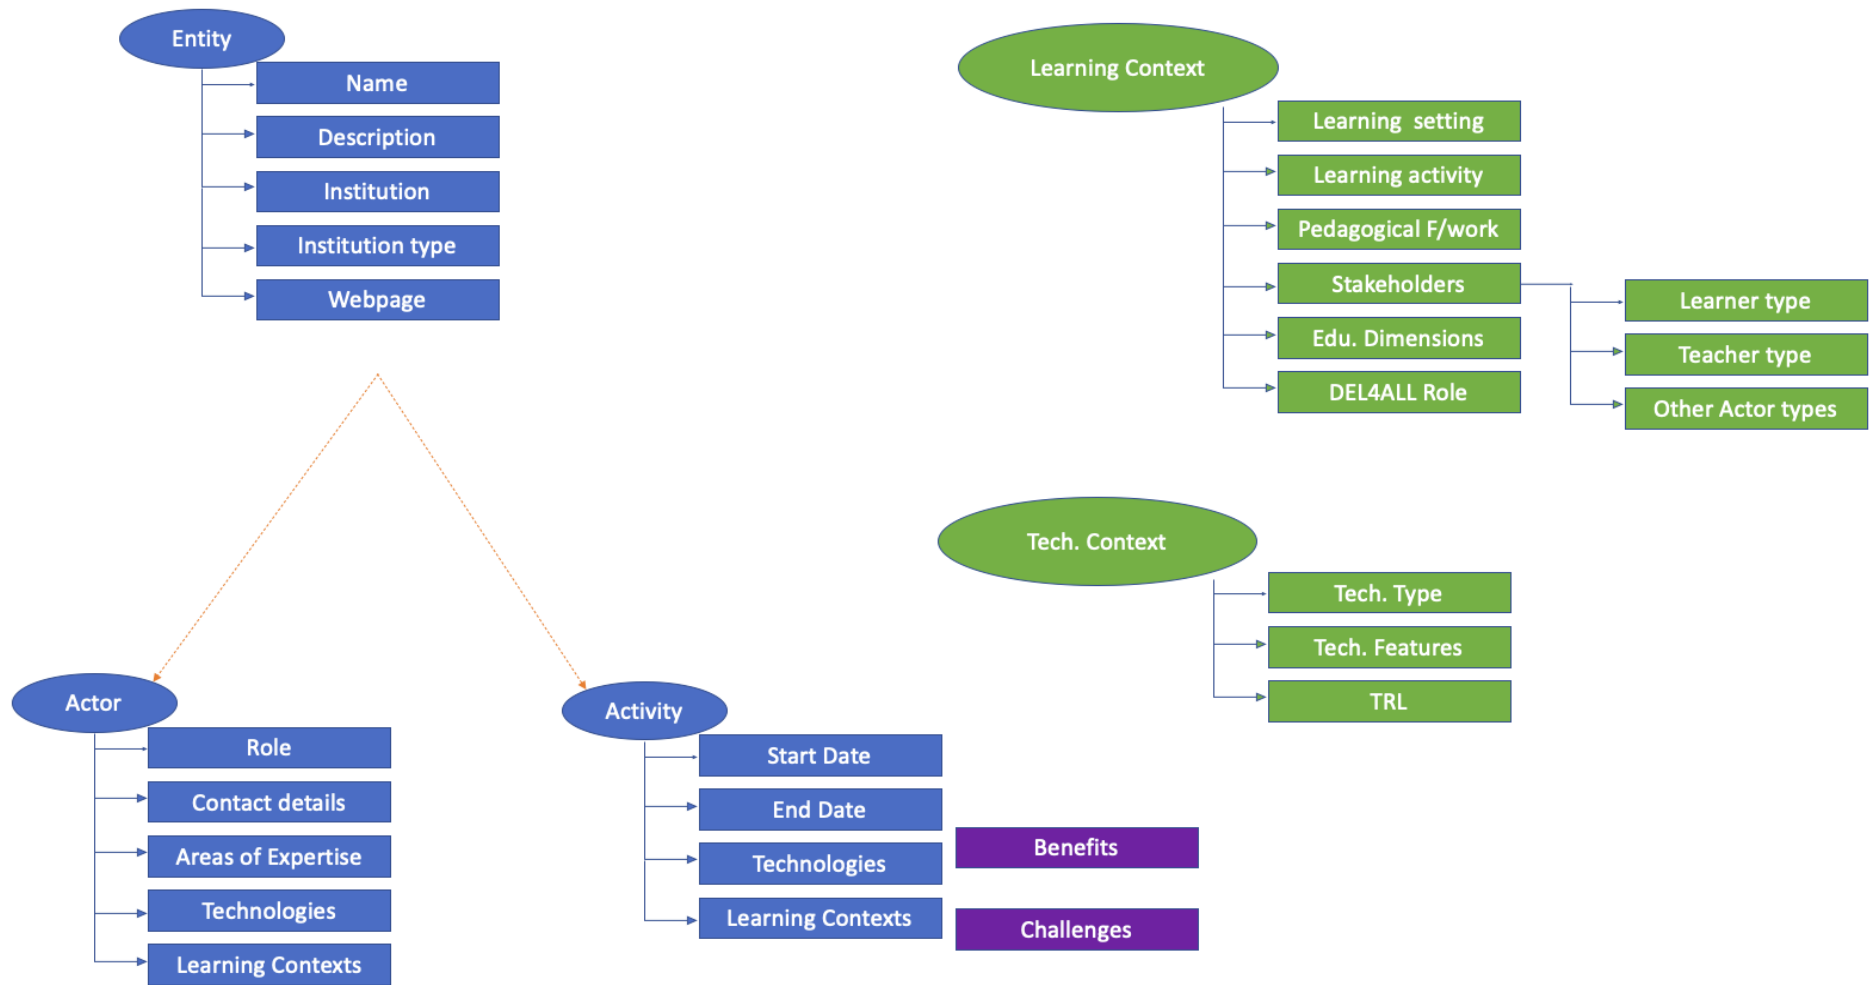 Entity
Name
Description
Institution
Institution type
Webpage
Learning Context
Learning setting
Learning activity
Pedagogical F/work
Stakeholders
Edu. Dimensions
DEL4ALL Role
Learner type
Teacher type
Other Actor types
Tech. Context
Tech. Type
Tech. Features
TRL
Actor
Role
Contact details
Areas of Expertise
Technologies
Learning Contexts
Activity
Start Date
End Date
Technologies
Learning Contexts
Benefits
Challenges